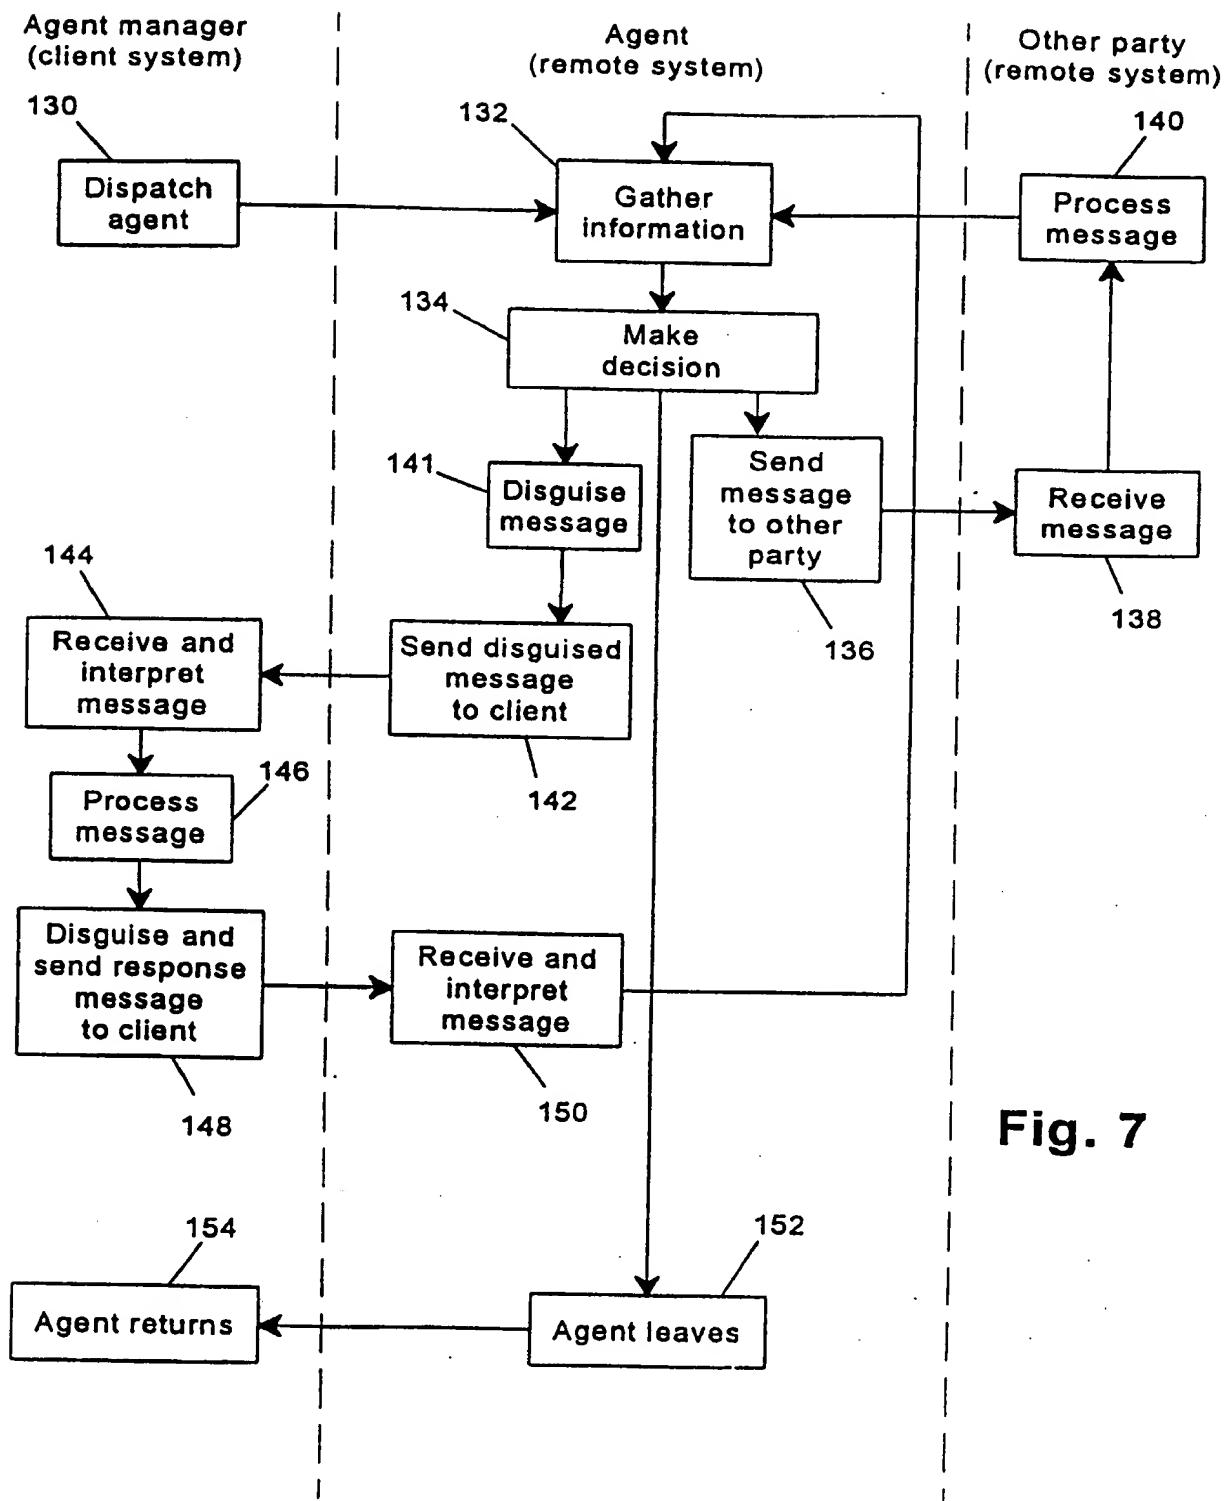 Agent manager
(client system)
Agent
(remote system)
Other party
(remote system)
130
Dispatch
agent
132
Gather
information
140
Process
message
134
Make
decision
141
Disguise
message
Send
message
to other
party
136
Receive
message
138
144
Receive and
interpret
message
Send disguised
message
to client
142
146
Process
message
Disguise and
send response
message
to client
148
Receive and
interpret
message
150
Fig. 7
154
Agent returns
152
Agent leaves